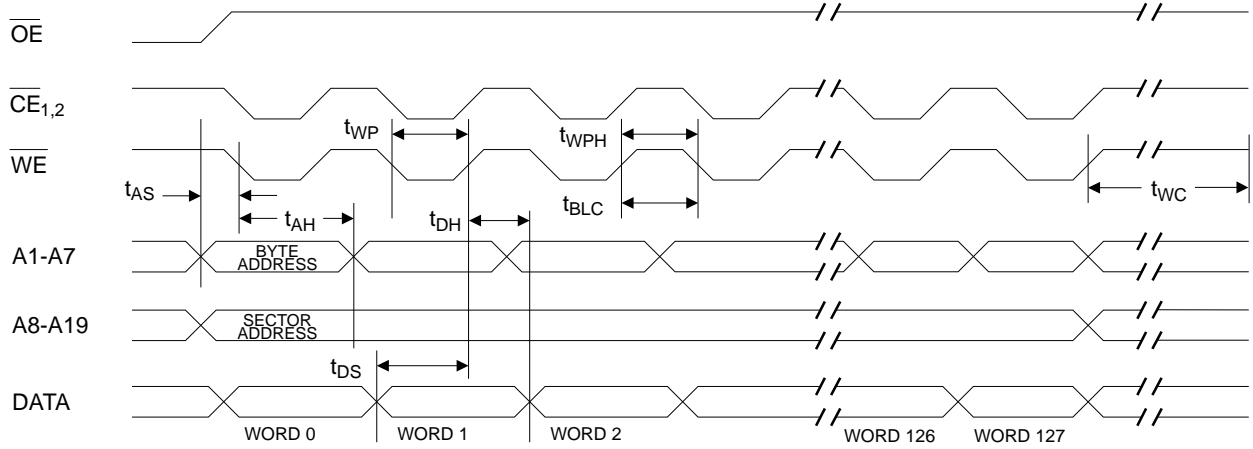 OE
CE1,2
tWP
tWPH
WE
tAS
tAH
tDH
tBLC
tWC
A1-A7
BYTE
ADDRESS
A8-A19
SECTOR
ADDRESS
tDS
DATA
WORD 0
WORD 1
WORD 2
WORD 126
WORD 127